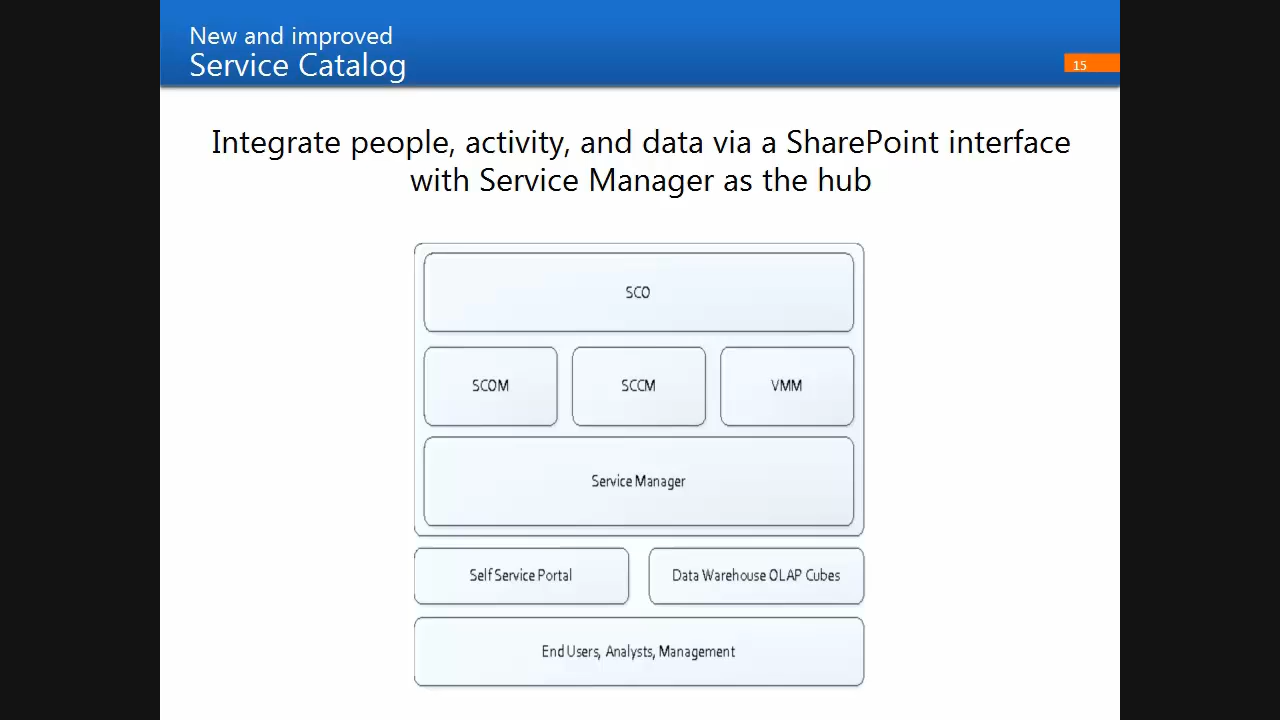 New and improved
Service Catalog
15
Integrate people, activity, and data via a SharePoint interface
with Service Manager as the hub
SCO
SCOM
SCCM
VMM
Service Manager
Self Service Portal
Data Warehouse OLAP Cubes
End Users, Analysts, Management